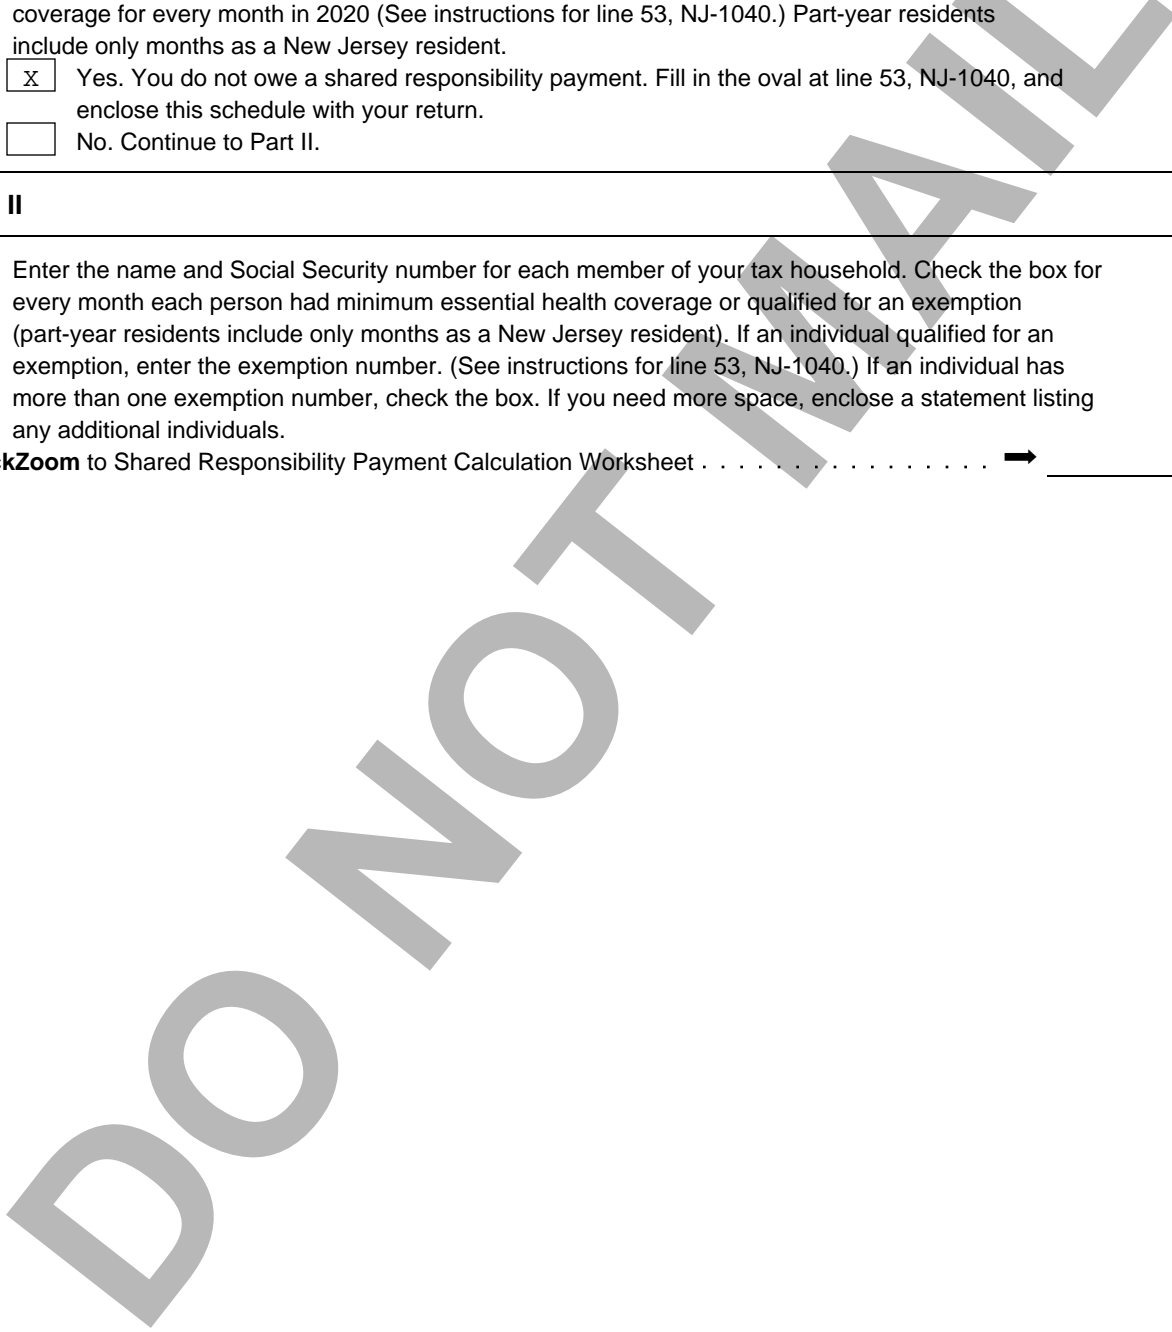 coverage for every month in 2020 (See instructions for line 53, NJ-1040.) Part-year residents
include only months as a New Jersey resident.
X Yes. You do not owe a shared responsibility payment. Fill in the oval at line 53, NJ-1040, and
enclose this schedule with your return.
No. Continue to Part II.
II
Enter the name and Social Security number for each member of your tax household. Check the box for
every month each person had minimum essential health coverage or qualified for an exemption
(part-year residents include only months as a New Jersey resident). If an individual qualified for an
exemption, enter the exemption number. (See instructions for line 53, NJ-1040.) If an individual has
more than one exemption number, check the box. If you need more space, enclose a statement listing
any additional individuals.
kZoom to Shared Responsibility Payment Calculation Worksheet . . . . . . . . . . . . . . . . ➡
DO NOT MAIL